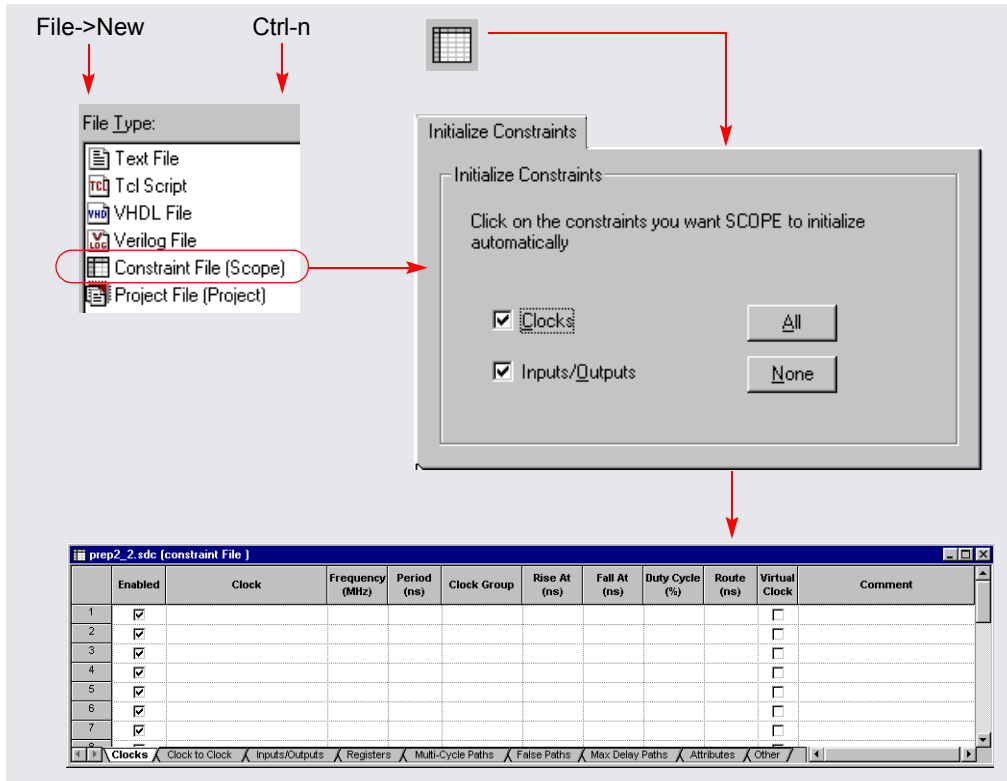 File->New
Ctrl-n
File Type:
Text File
Tcl Script
VHDL File
Verilog File
Constraint File (Scope)
Project File (Project)
Initialize Constraints
Initialize Constraints
Click on the constraints you want SCOPE to initialize
automatically
Clocks
All
Inputs/Outputs
None
prep2_2.sdc (constraint File )
Enabled Clock Frequency (MHz) Period (ns) Clock Group Rise At (ns) Fall At (ns) Duty Cycle (%) Route (ns) Virtual Clock Comment
1
2
3
4
5
6
7
Clocks Clock to Clock Inputs/Outputs Registers Multi-Cycle Paths False Paths Max Delay Paths Attributes Other